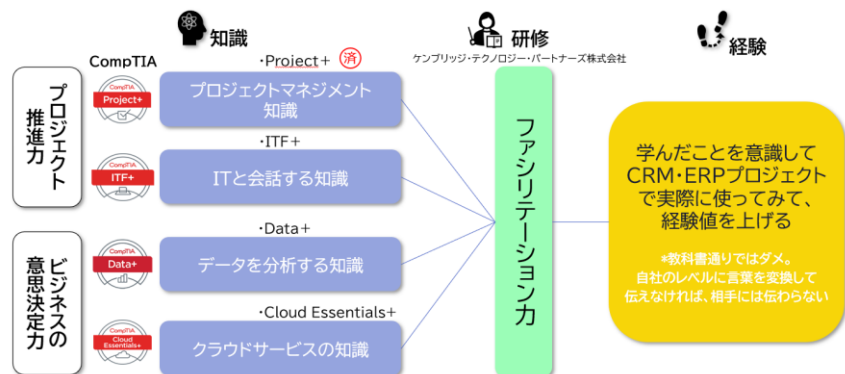 知識
研修
ケンブリッジ・テクノロジー・パートナーズ株式会社
経験
CompTIA
・Project+ 済
プロジェクト
推進力
CompTIA
Project+
プロジェクトマネジメント
知識
・ITF+
CompTIA
ITF+
ITと会話する知識
・Data+
ビジネスの
意思決定力
CompTIA
Data+
データを分析する知識
・Cloud Essentials+
CompTIA
Cloud
Essentials+
クラウドサービスの知識
ファシリテーション力
学んだことを意識して
CRM・ERPプロジェクト
で実際に使ってみて、
経験値を上げる
*教科書通りではダメ。
自社のレベルに言葉を変換して
伝えなければ、相手には伝わらない